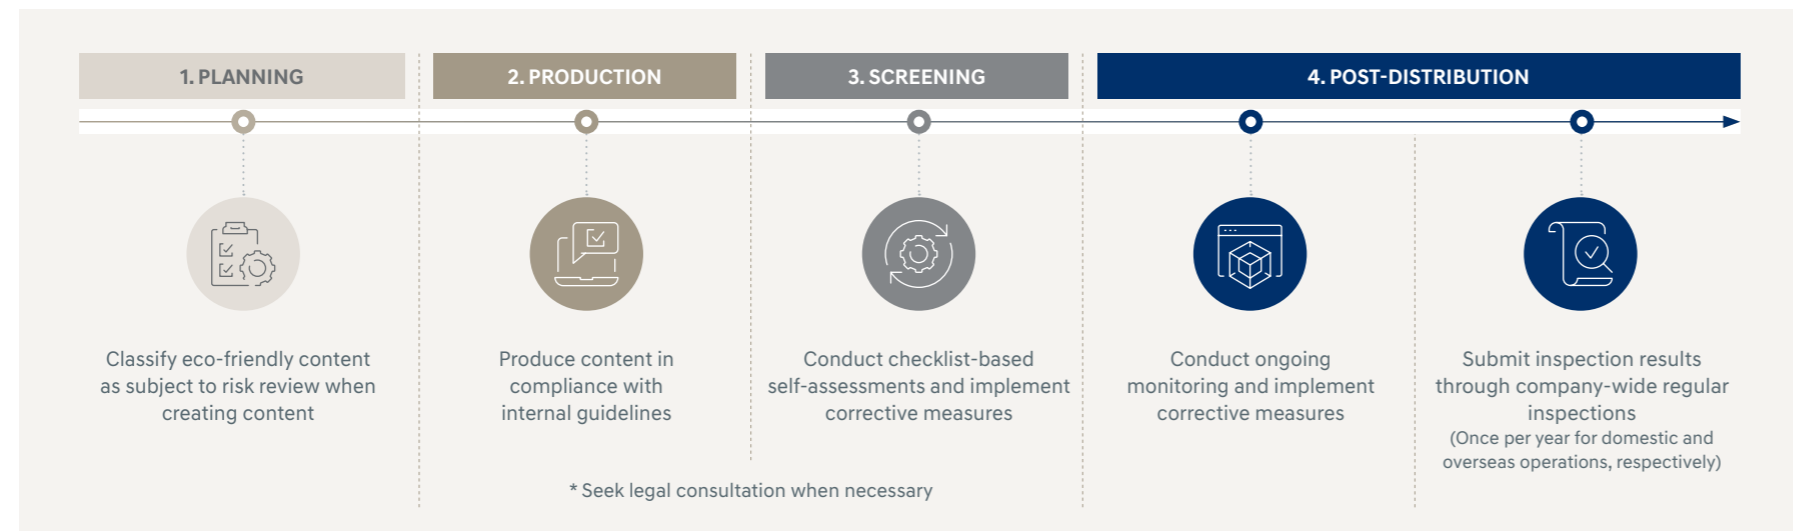 1. PLANNING
Classify eco-friendly content
as subject to risk review when
creating content
2. PRODUCTION
Produce content in
compliance with
internal guidelines
3. SCREENING
Conduct checklist-based
self-assessments and implement
corrective measures
* Seek legal consultation when necessary
4. POST-DISTRIBUTION
Conduct ongoing
monitoring and implement
corrective measures
Submit inspection results
through company-wide regular
inspections
(Once per year for domestic and
overseas operations, respectively)